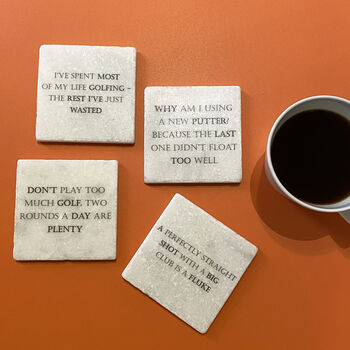 I'VE SPENT MOST
OF MY LIFE GOLFING -
THE REST I'VE JUST
WASTED
WHY AM I USING
A NEW PUTTER?
BECAUSE THE LAST
ONE DIDN'T FLOAT
TOO WELL
DON'T PLAY TOO
MUCH GOLF. TWO
ROUNDS A DAY ARE
PLENTY
A PERFECTLY STRAIGHT
SHOT WITH A BIG
CLUB IS A FLUKE